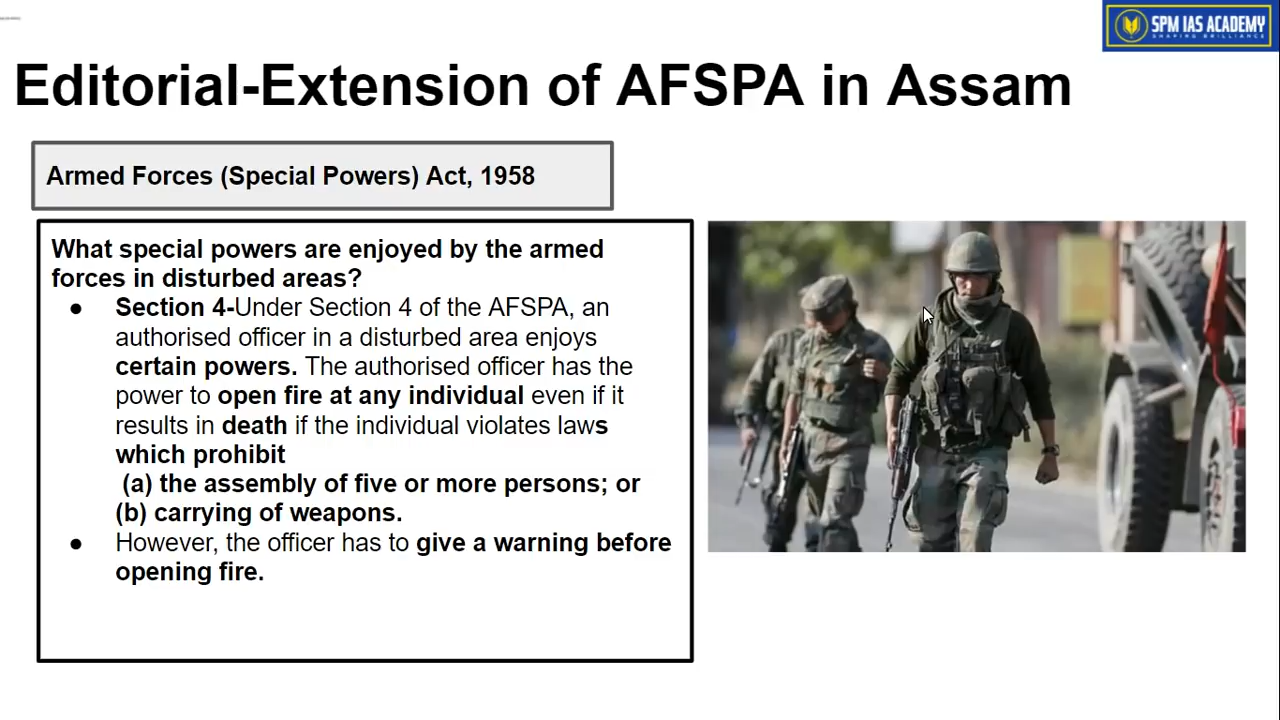 SPM IAS ACADEMY
SHAPING BRILLIANCE
Editorial-Extension of AFSPA in Assam
Armed Forces (Special Powers) Act, 1958
What special powers are enjoyed by the armed
forces in disturbed areas?
● Section 4-Under Section 4 of the AFSPA, an
authorised officer in a disturbed area enjoys
certain powers. The authorised officer has the
power to open fire at any individual even if it
results in death if the individual violates laws
which prohibit
(a) the assembly of five or more persons; or
(b) carrying of weapons.
● However, the officer has to give a warning before
opening fire.